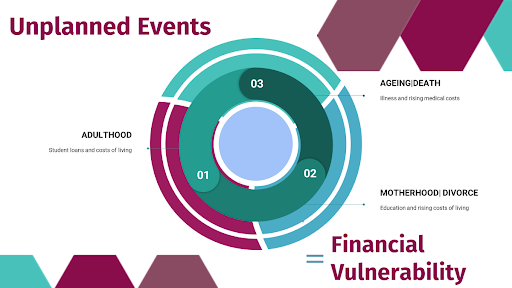 Unplanned Events
03
AGEING|DEATH
Illness and rising medical costs
ADULTHOOD
Student loans and costs of living
01
02
MOTHERHOOD| DIVORCE
Education and rising costs of living
= Financial
Vulnerability